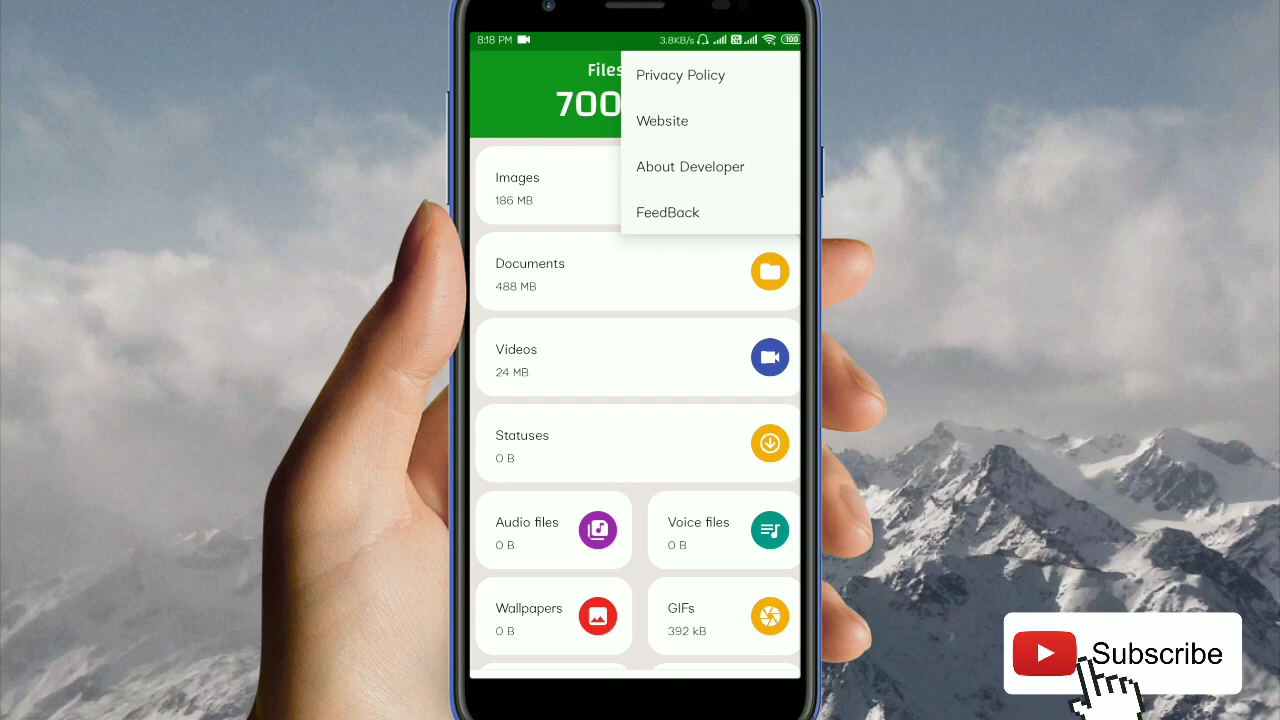 8:18 PM 3.8KB/s 100
Files
700
Privacy Policy
Website
About Developer
FeedBack
Images
186 MB
Documents
488 MB
Videos
24 MB
Statuses
0 B
Audio files
0 B
Voice files
0 B
Wallpapers
0 B
GIFs
392 kB
Subscribe